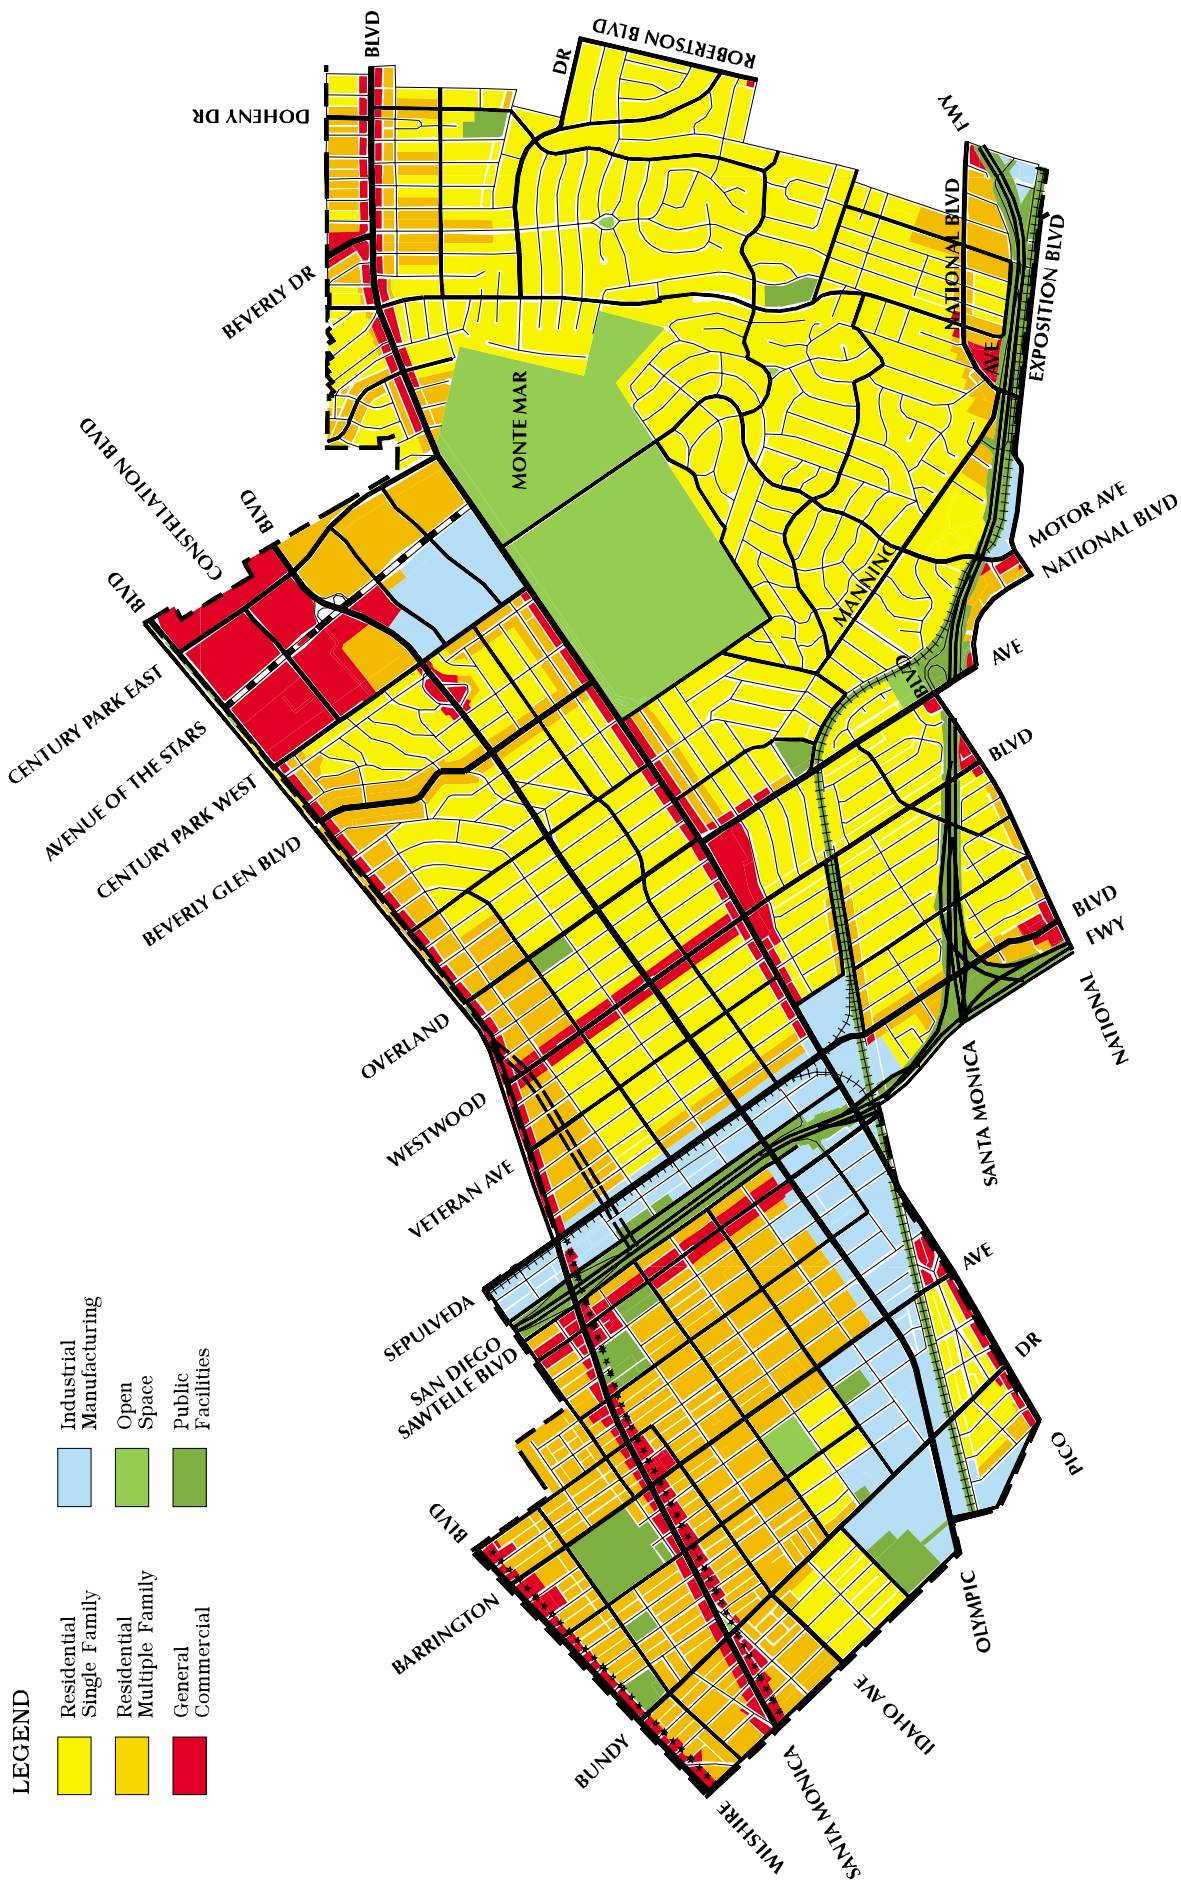 LEGEND
Residential
Single Family
Residential
Multiple Family
General
Commercial
Industrial
Manufacturing
Open
Space
Public
Facilities
BLVD
DOHENY DR
BEVERLY DR
DR
ROBERTSON BLVD
FWY
NATIONAL BLVD
EXPOSITION BLVD
AVE
MONTE MAR
CONSTELLATION BLVD
BLVD
BLVD
CENTURY PARK EAST
AVENUE OF THE STARS
CENTURY PARK WEST
BEVERLY GLEN BLVD
MANNING
MOTOR AVE
NATIONAL BLVD
AVE
BLVD
BLVD
BLVD
FWY
NATIONAL
SANTA MONICA
OVERLAND
WESTWOOD
VETERAN AVE
SEPULVEDA
SAN DIEGO
SAWTELLE BLVD
AVE
DR
PICO
BLVD
BARRINGTON
BUNDY
WILSHIRE
SANTA MONICA
IDAHO AVE
OLYMPIC